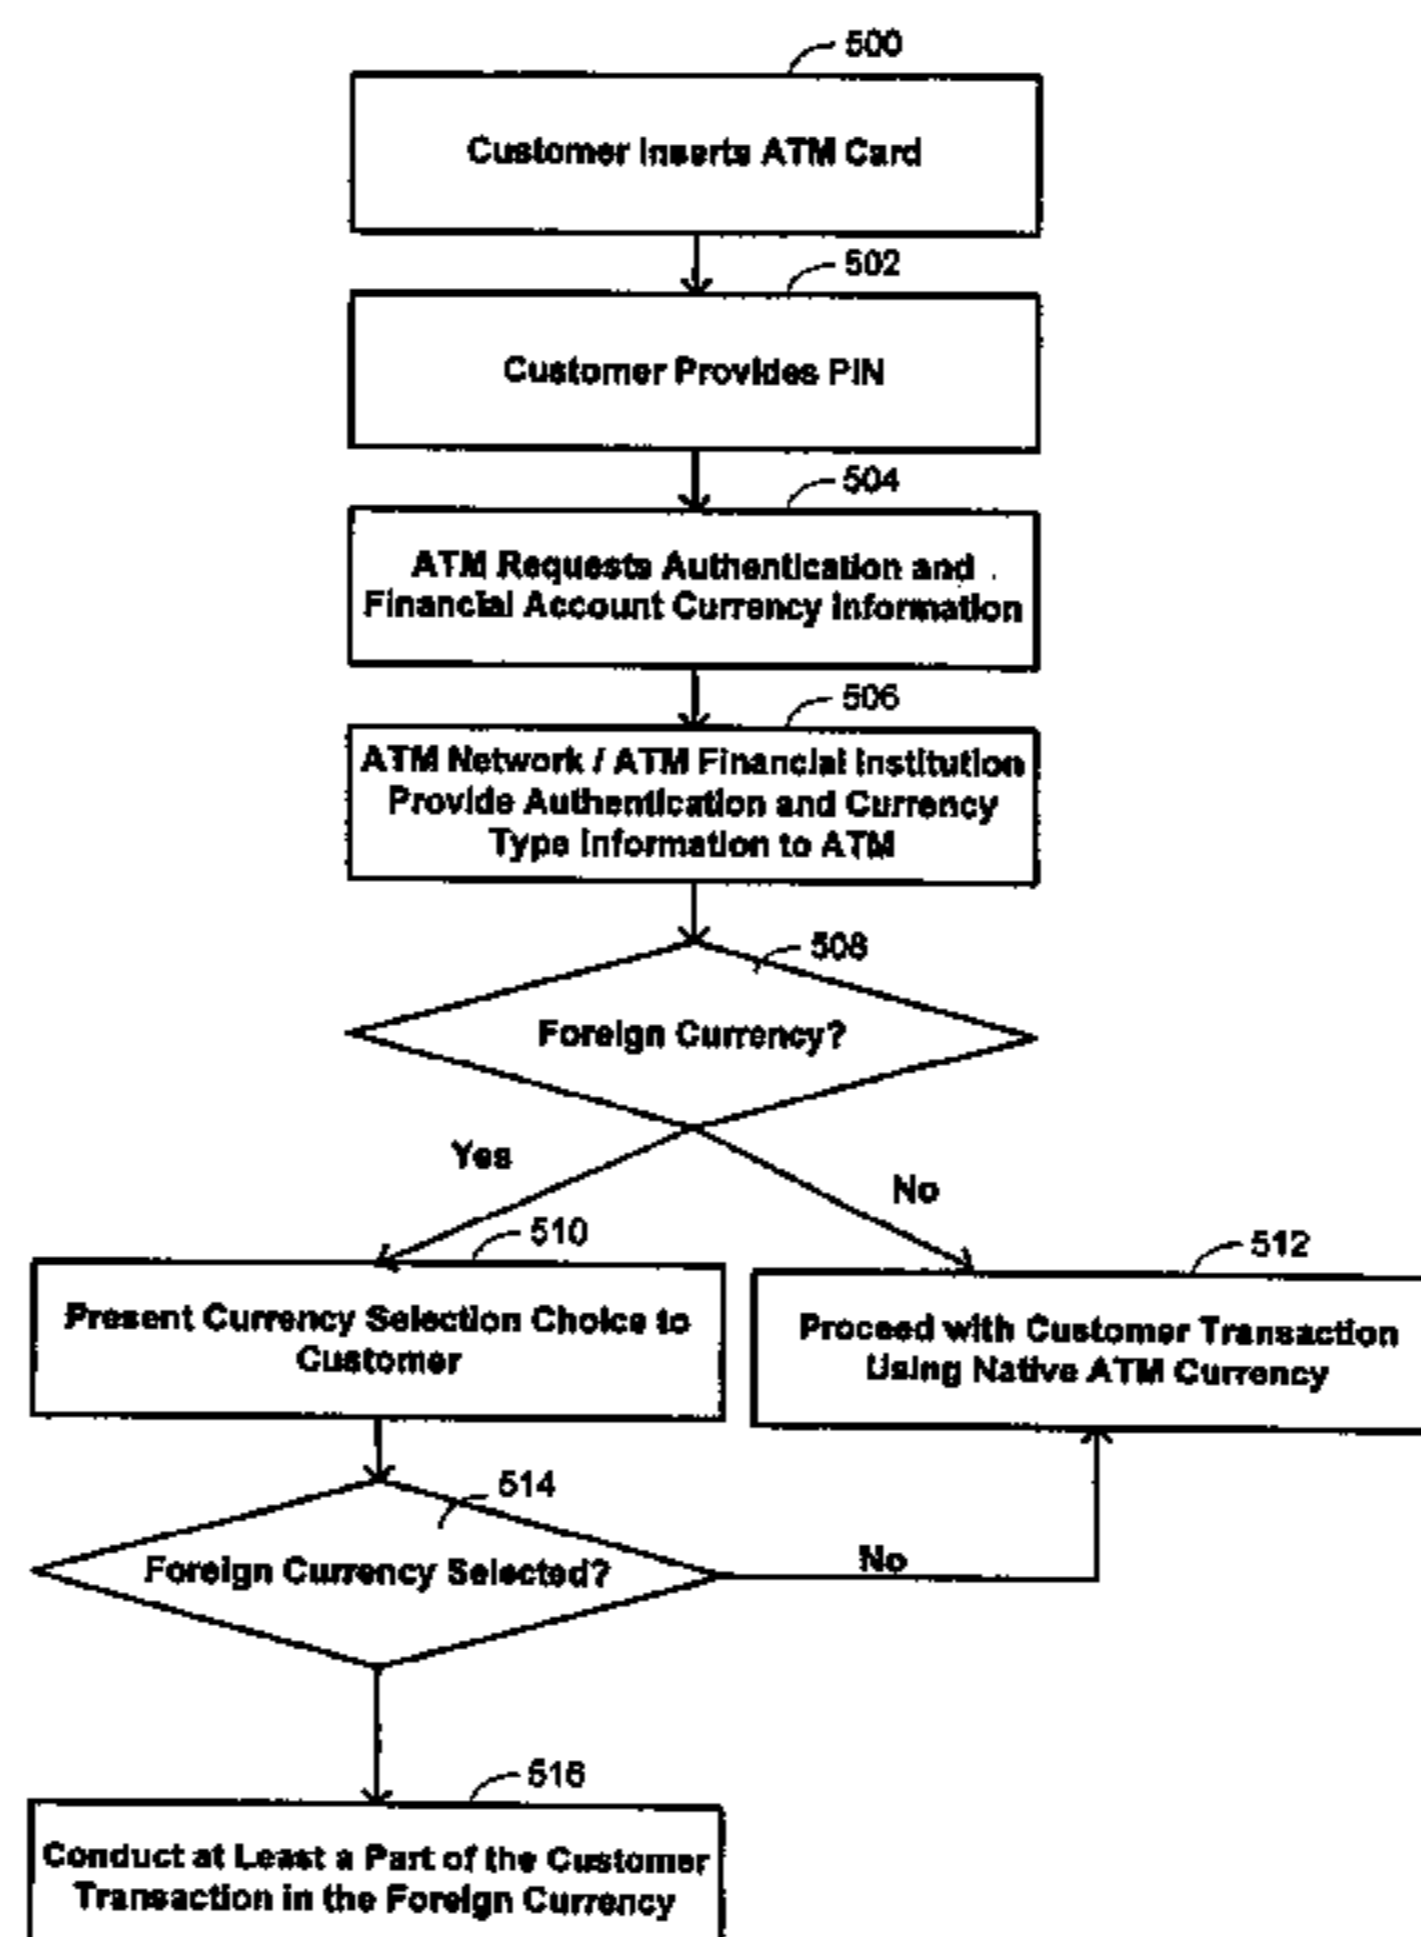 500
Customer Inserts ATM Card
502
Customer Provides PIN
504
ATM Requests Authentication and
Financial Account Currency Information
506
ATM Network / ATM Financial Institution
Provide Authentication and Currency
Type Information to ATM
508
Foreign Currency?
Yes
No
510
Present Currency Selection Choice to
Customer
512
Proceed with Customer Transaction
Using Native ATM Currency
514
Foreign Currency Selected?
No
516
Conduct at Least a Part of the Customer
Transaction in the Foreign Currency